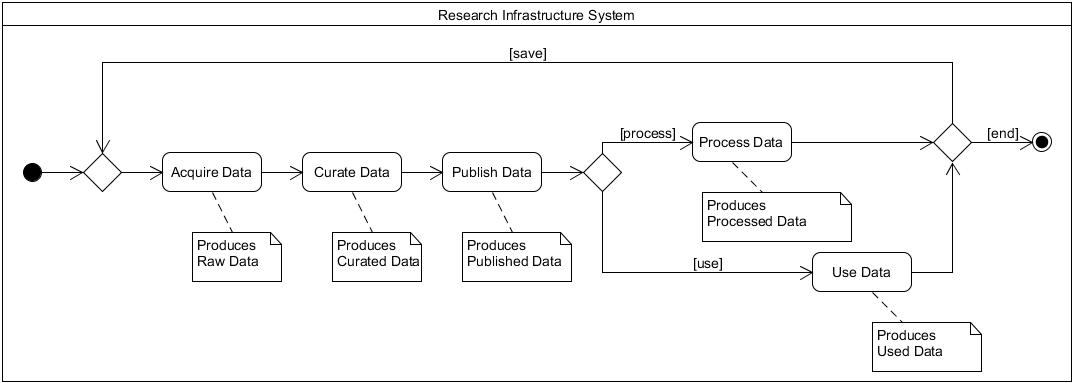 Research Infrastructure System
[save]
[process]
[end]
Process Data
Acquire Data
Curate Data
Publish Data
Produces
Processed Data
Produces
Raw Data
Produces
Curated Data
Produces
Published Data
[use]
Use Data
Produces
Used Data